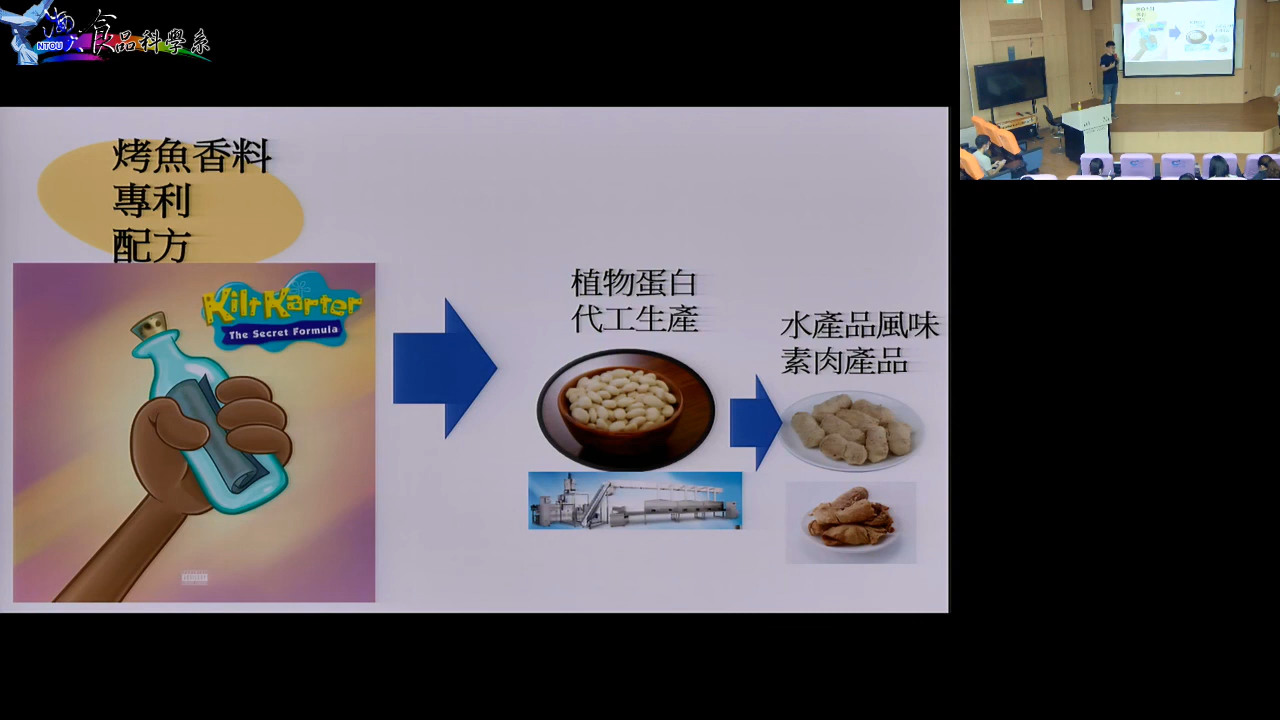 海大食品科學系
NTOU
烤魚香料
專利
配方
Kilt Karter
The Secret Formula
植物蛋白
代工生產
水產品風味
素肉產品